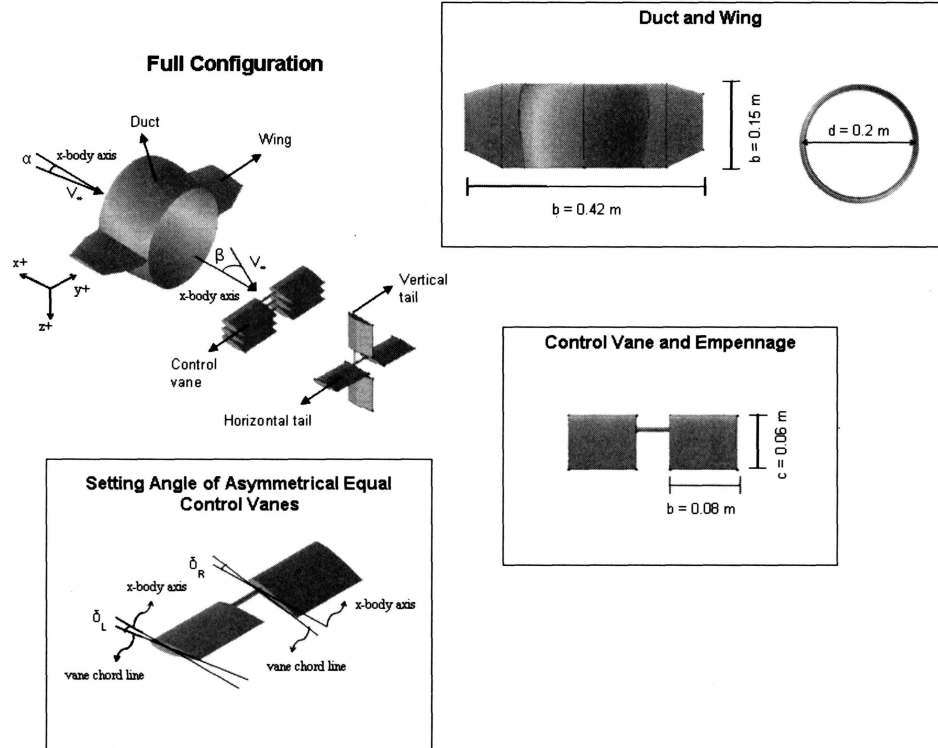 Full Configuration
Duct
Wing
α
x-body axis
V∞
x+
y+
z+
β
V∞
x-body axis
Control
vane
Vertical
tail
Horizontal tail
Duct and Wing
b = 0.15 m
d = 0.2 m
b = 0.42 m
Control Vane and Empennage
c = 0.06 m
b = 0.08 m
Setting Angle of Asymmetrical Equal
Control Vanes
δR
x-body axis
δL
x-body axis
vane chord line
vane chord line